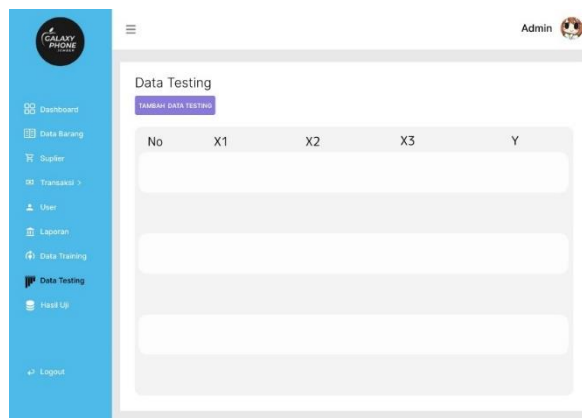 GALAXY
PHONE
Admin
Dashboard
Data Barang
Suplier
Transaksi >
User
Laporan
Data Training
Data Testing
Hasil Uji
Logout
Data Testing
TAMBAH DATA TESTING
No X1 X2 X3 Y